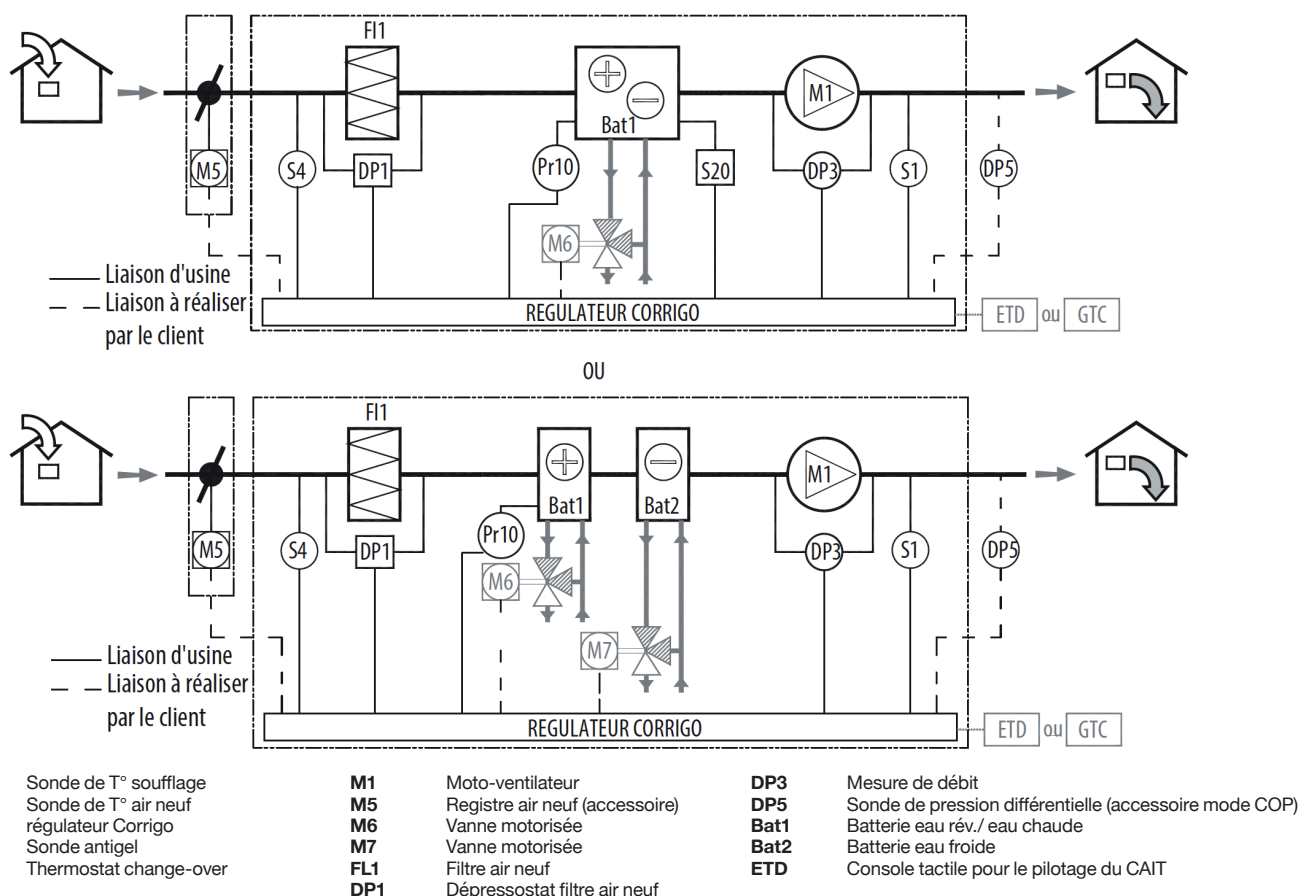 FI1
M5
S4
DP1
Pr10
Bat1
S20
M1
DP3
S1
DP5
M6
Liaison d'usine
Liaison à réaliser
par le client
REGULATEUR CORRIGO
ETD ou GTC
OU
FI1
M5
S4
DP1
Pr10
Bat1
Bat2
M1
DP3
S1
DP5
M6
M7
Liaison d'usine
Liaison à réaliser
par le client
REGULATEUR CORRIGO
ETD ou GTC
Sonde de T° soufflage
Sonde de T° air neuf
régulateur Corrigo
Sonde antigel
Thermostat change-over
M1 Moto-ventilateur
M5 Registre air neuf (accessoire)
M6 Vanne motorisée
M7 Vanne motorisée
FL1 Filtre air neuf
DP1 Dépressostat filtre air neuf
DP3 Mesure de débit
DP5 Sonde de pression différentielle (accessoire mode COP)
Bat1 Batterie eau rév./ eau chaude
Bat2 Batterie eau froide
ETD Console tactile pour le pilotage du CAIT